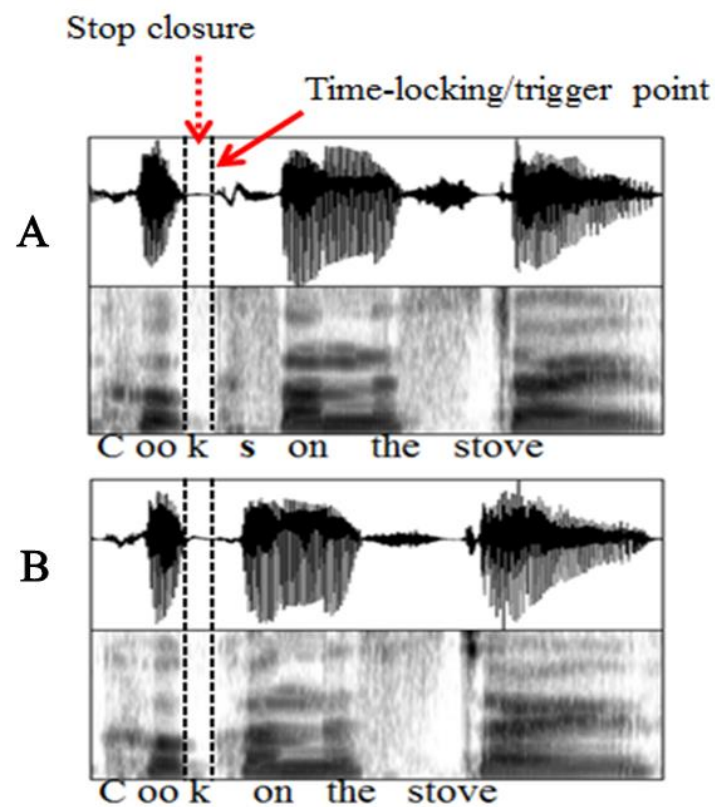 Stop closure
Time-locking/trigger point
A
C oo k s on the stove
B
C oo k on the stove